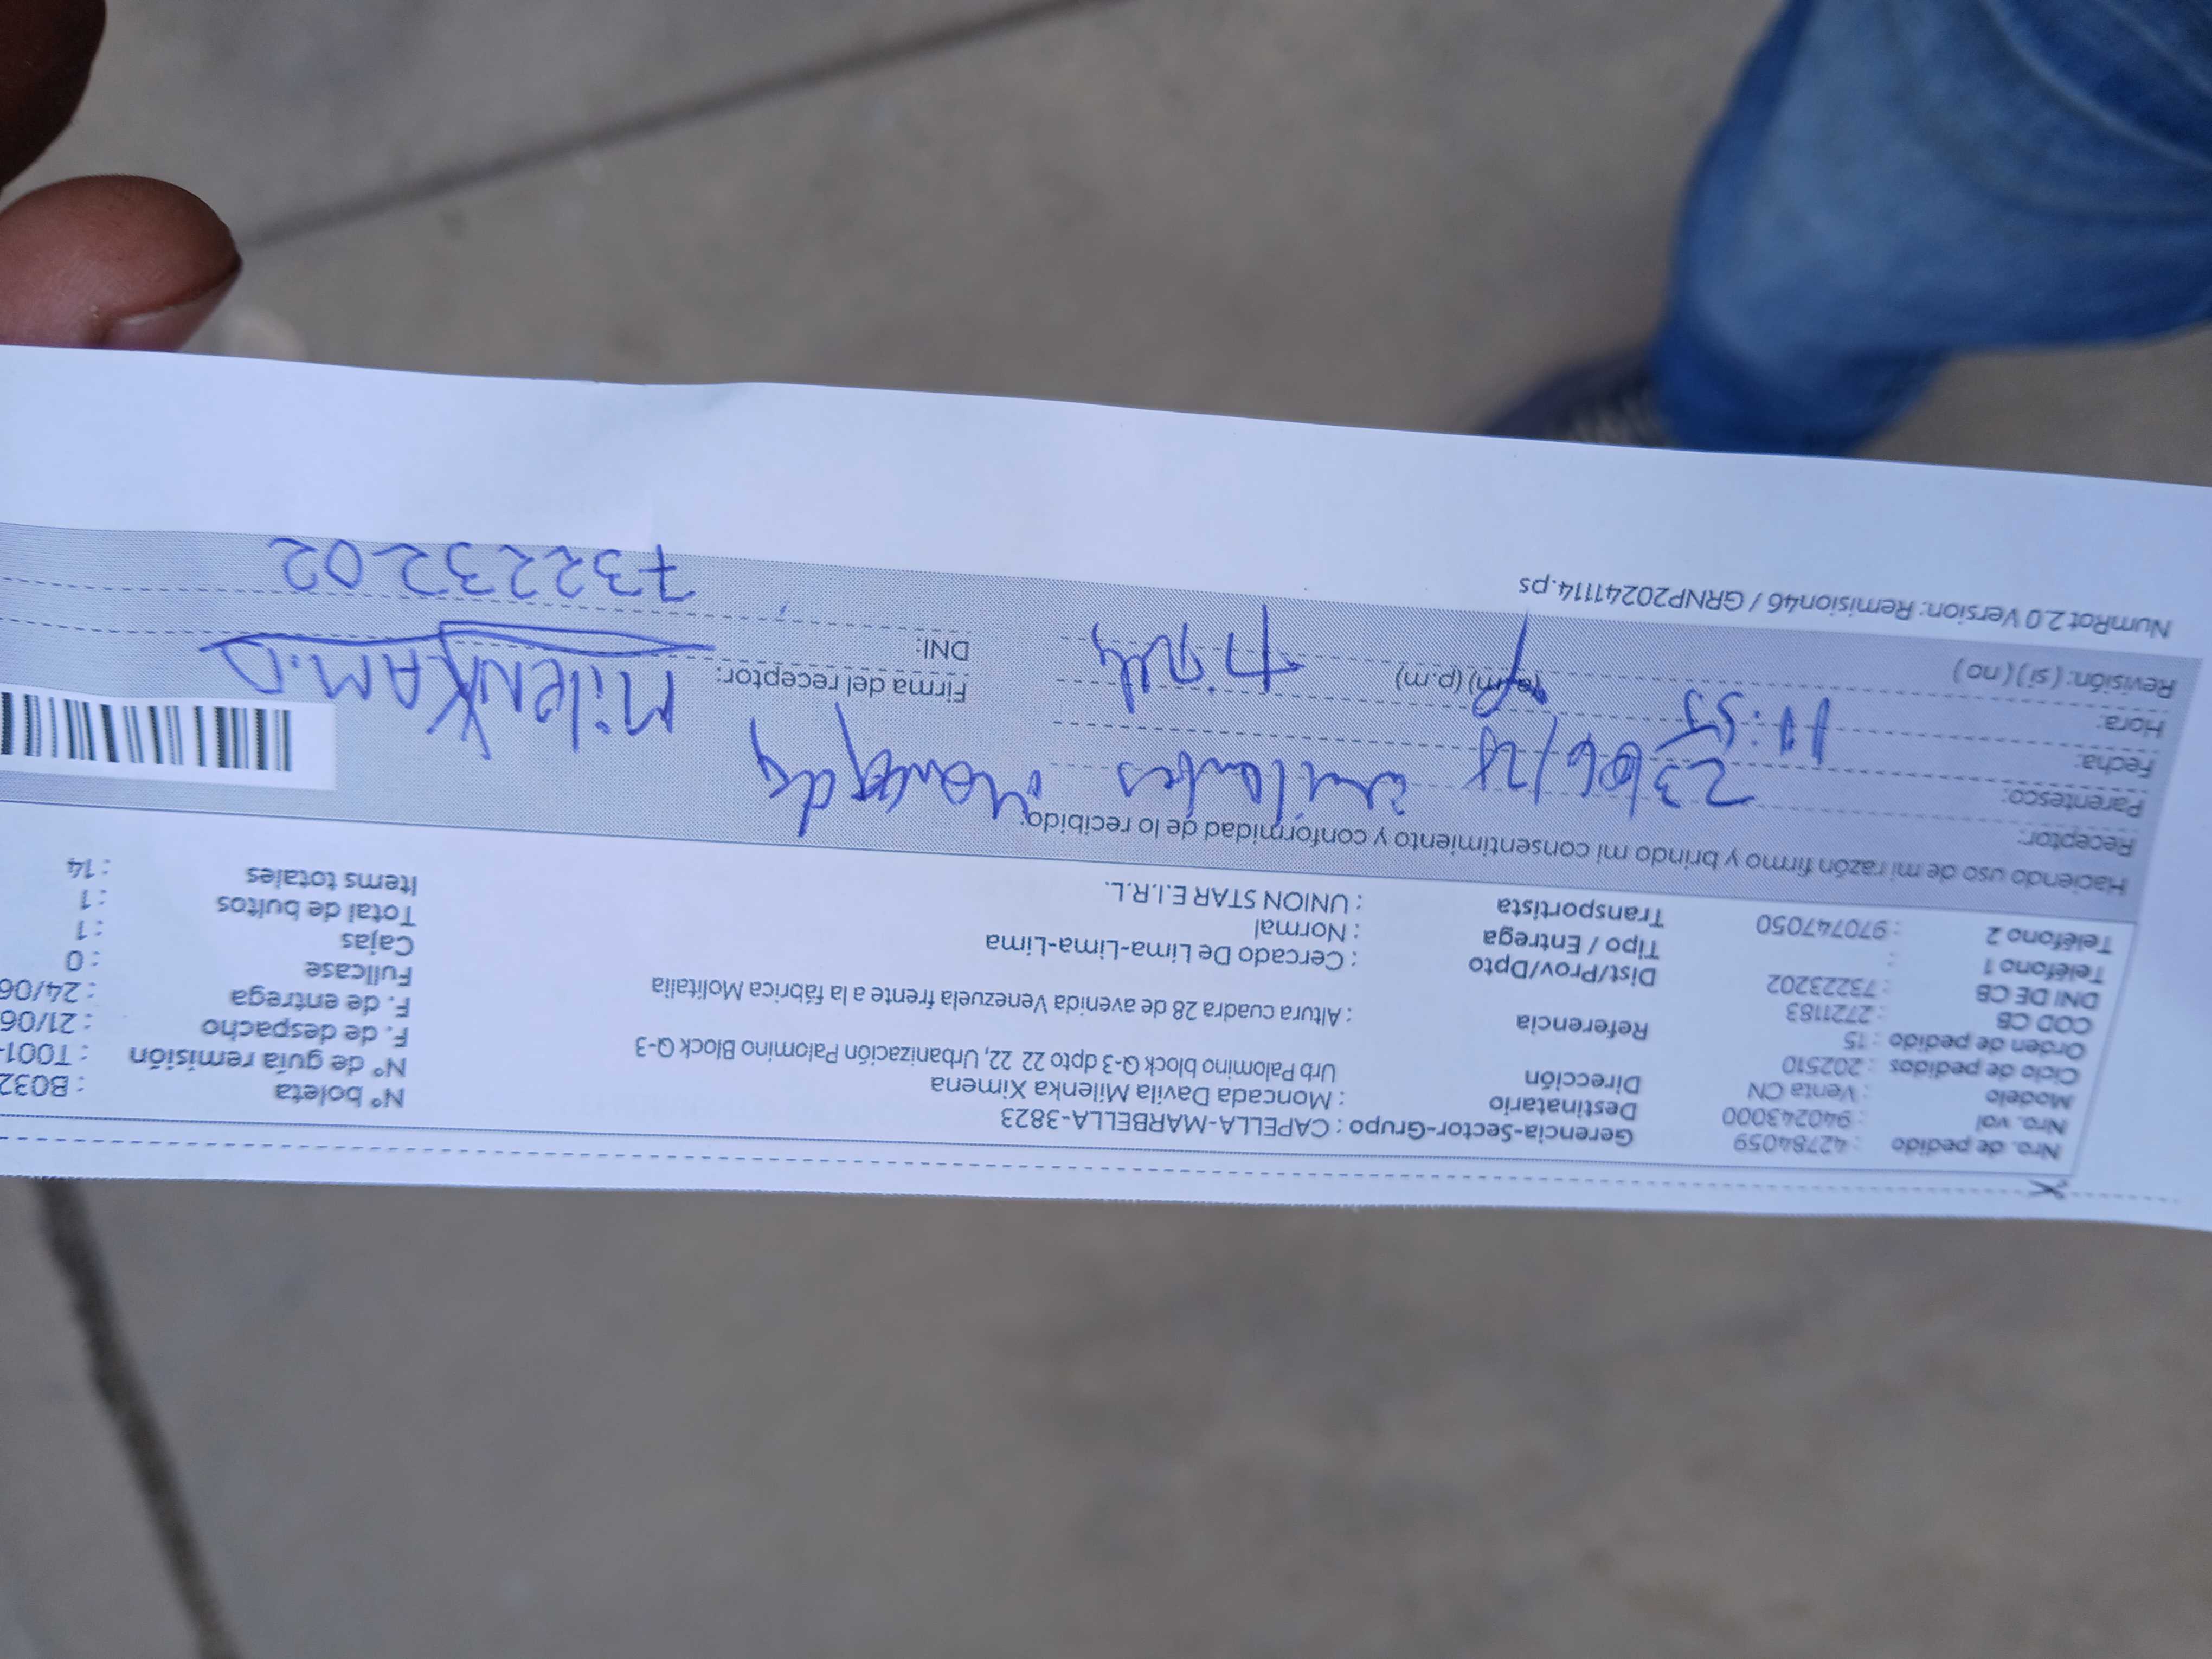 Nro. de pedido : 42784059
Nro. val : 940243000
Modelo : Venta CN
Ciclo de pedidos : 202510
Orden de pedido : 15
COD CB : 2721183
DNI DE CB : 73223202
Teléfono 1 :
Teléfono 2 : 970747050
Gerencia-Sector-Grupo : CAPELLA-MARBELLA-3823
Destinatario : Moncada Davila Milenka Ximena
Dirección Urb Palomino block Q-3 dpto 22 22, Urbanización Palomino Block Q-3
Referencia : Altura cuadra 28 de avenida Venezuela frente a la fábrica Molitalia
Dist/Prov/Dpto : Cercado De Lima-Lima-Lima
Tipo / Entrega : Normal
Transportista : UNION STAR E.I.R.L.
N° boleta : B032
N° de guía remisión : T001-
F. de despacho : 21/06
F. de entrega : 24/06
Fullcase : 0
Cajas : 1
Total de bultos : 1
Items totales : 14
Haciendo uso de mi razón firmo y brindo mi consentimiento y conformidad de lo recibido:
Receptor:
Parentesco:
Fecha: 23/06/25
Hora: 11:55 (a.m) (p.m)
Revisión: (si) (no)
Firma del receptor: MilenKAM.D
DNI: 73223202
NumRot 2.0 Version: Remision46 / GRNP20241114.ps